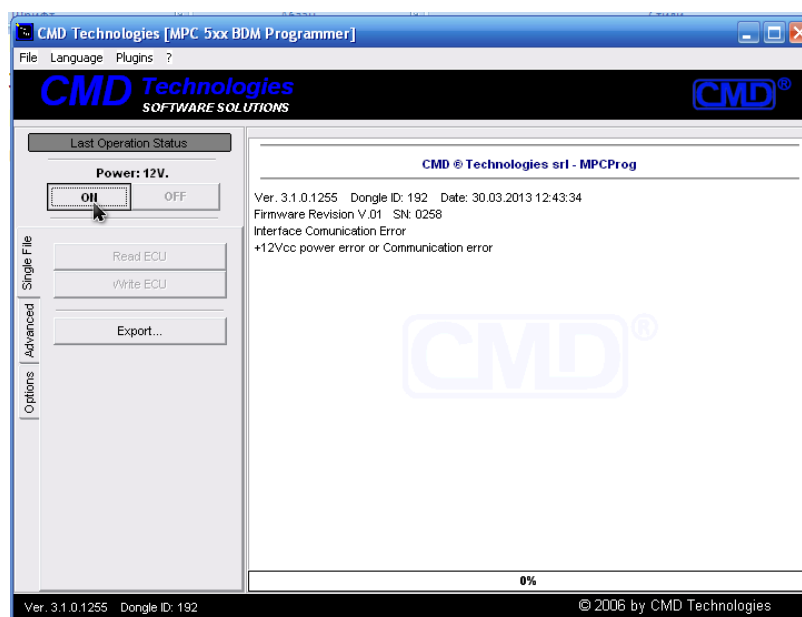 CMD Technologies [MPC 5xx BDM Programmer]
File Language Plugins ?
CMD Technologies
SOFTWARE SOLUTIONS
CMD®
Last Operation Status
Power: 12V.
ON OFF
Single File
Advanced
Options
Read ECU
Write ECU
Export...
CMD ® Technologies srl - MPCProg
Ver. 3.1.0.1255 Dongle ID: 192 Date: 30.03.2013 12:43:34
Firmware Revision V.01 SN: 0258
Interface Comunication Error
+12Vcc power error or Communication error
CMD®
0%
Ver. 3.1.0.1255 Dongle ID: 192
© 2006 by CMD Technologies